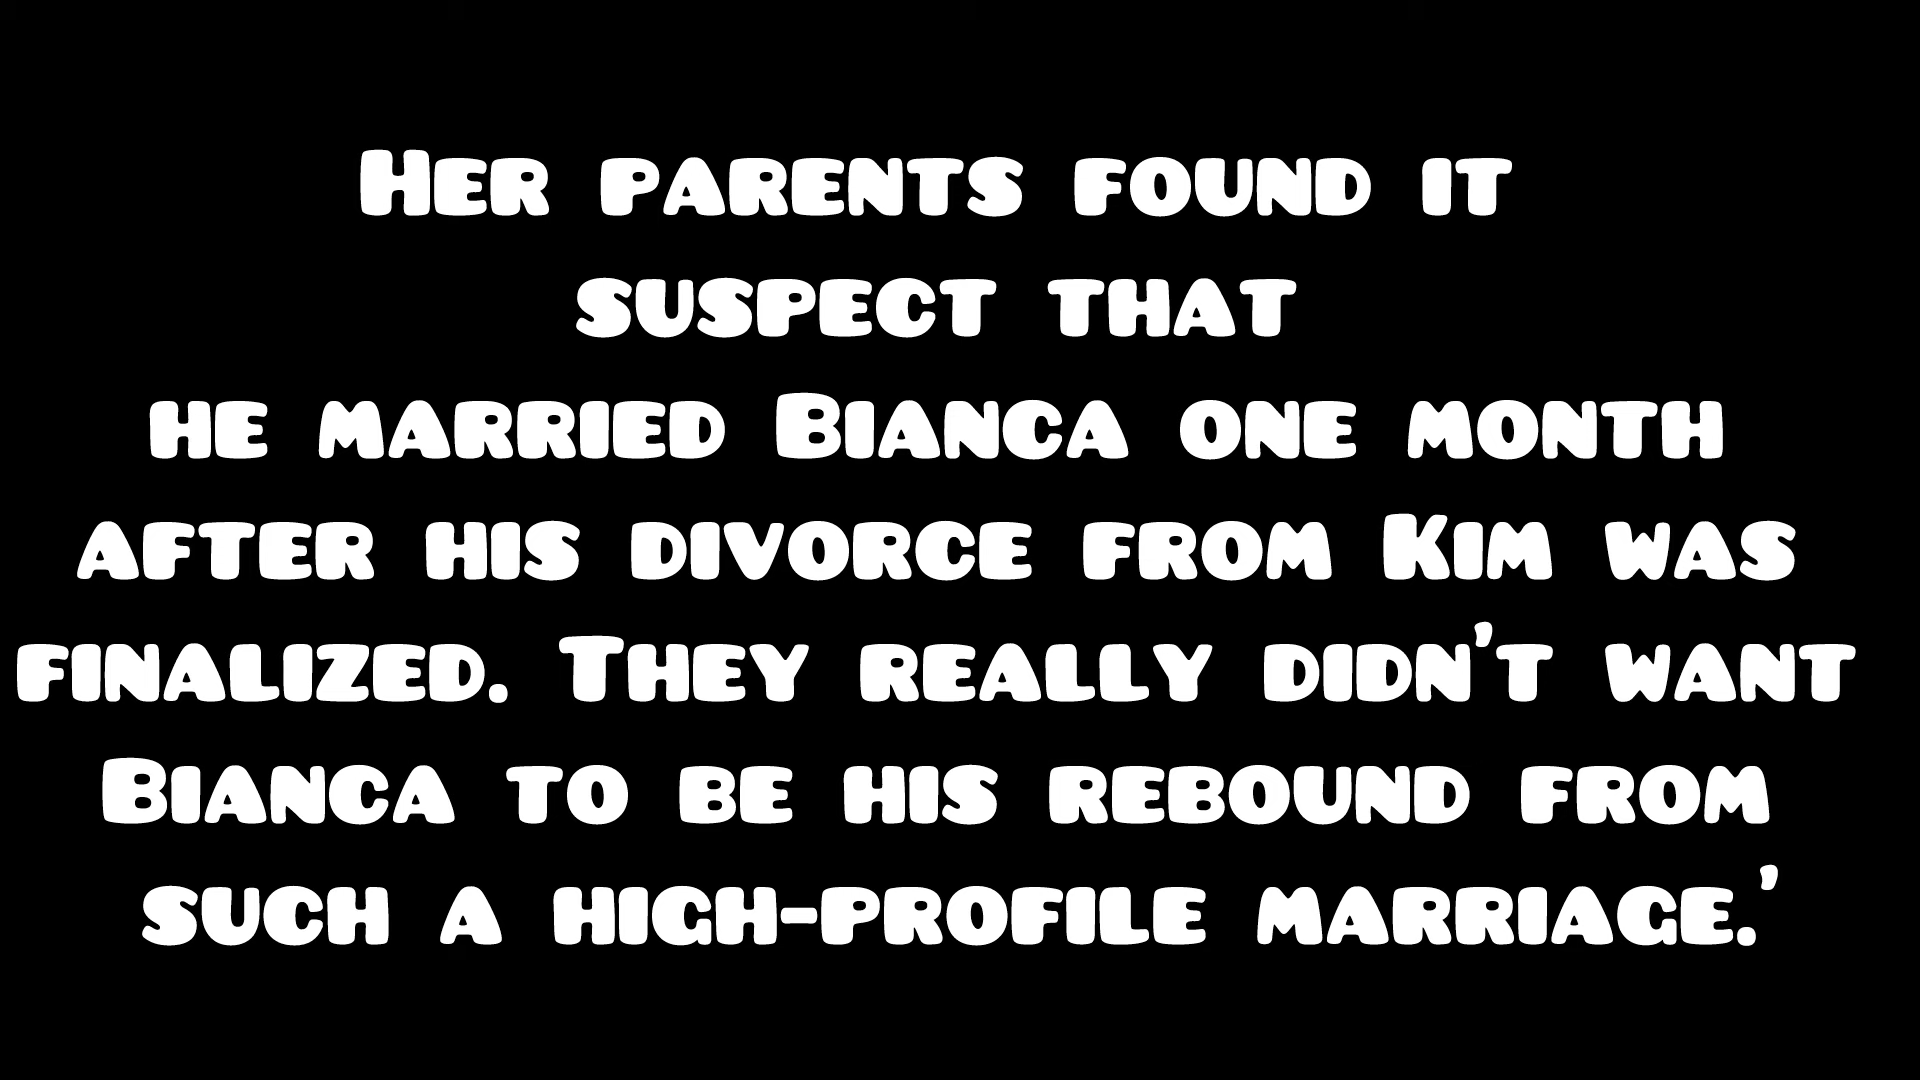 Her parents found it
suspect that
he married Bianca one month
after his divorce from Kim was
finalized. They really didn't want
Bianca to be his rebound from
such a high-profile marriage.'